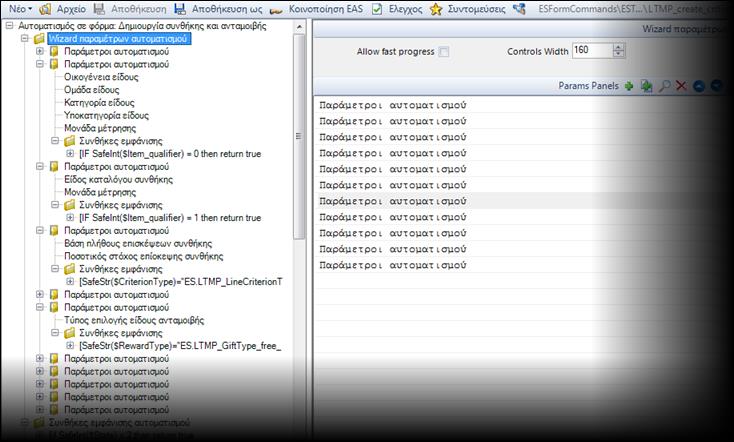 Νέο Αρχείο Αποθήκευση Αποθήκευση ως Κοινοποίηση EAS Ελεγχος Συντομεύσεις ESFormCommands\EST...\LTMP_create_crite
Αυτοματισμός σε φόρμα: Δημιουργία συνθήκης και ανταμοιβής
Wizard παραμέτρων αυτοματισμού
Παράμετροι αυτοματισμού
Παράμετροι αυτοματισμού
Οικογένεια είδους
Ομάδα είδους
Κατηγορία είδους
Υποκατηγορία είδους
Μονάδα μέτρησης
Συνθήκες εμφάνισης
[IF SafeInt($Item_qualifier) = 0 then return true
Παράμετροι αυτοματισμού
Είδος καταλόγου συνθήκης
Μονάδα μέτρησης
Συνθήκες εμφάνισης
[IF SafeInt($Item_qualifier) = 1 then return true
Παράμετροι αυτοματισμού
Βάση πλήθους επισκέψεων συνθήκης
Ποσοτικός στόχος επίσκεψης συνθήκης
Συνθήκες εμφάνισης
[SafeStr($CriterionType)="ES.LTMP_LineCriterionT
Παράμετροι αυτοματισμού
Παράμετροι αυτοματισμού
Τύπος επιλογής είδους ανταμοιβής
Συνθήκες εμφάνισης
[SafeStr($RewardType)="ES.LTMP_GiftType_free_
Παράμετροι αυτοματισμού
Παράμετροι αυτοματισμού
Παράμετροι αυτοματισμού
Παράμετροι αυτοματισμού
Παράμετροι αυτοματισμού
Συνθήκες εμφάνισης αυτοματισμού
Wizard παραμέτρων
Allow fast progress Controls Width 160
Params Panels
Παράμετροι αυτοματισμού
Παράμετροι αυτοματισμού
Παράμετροι αυτοματισμού
Παράμετροι αυτοματισμού
Παράμετροι αυτοματισμού
Παράμετροι αυτοματισμού
Παράμετροι αυτοματισμού
Παράμετροι αυτοματισμού
Παράμετροι αυτοματισμού
Παράμετροι αυτοματισμού
Παράμετροι αυτοματισμού